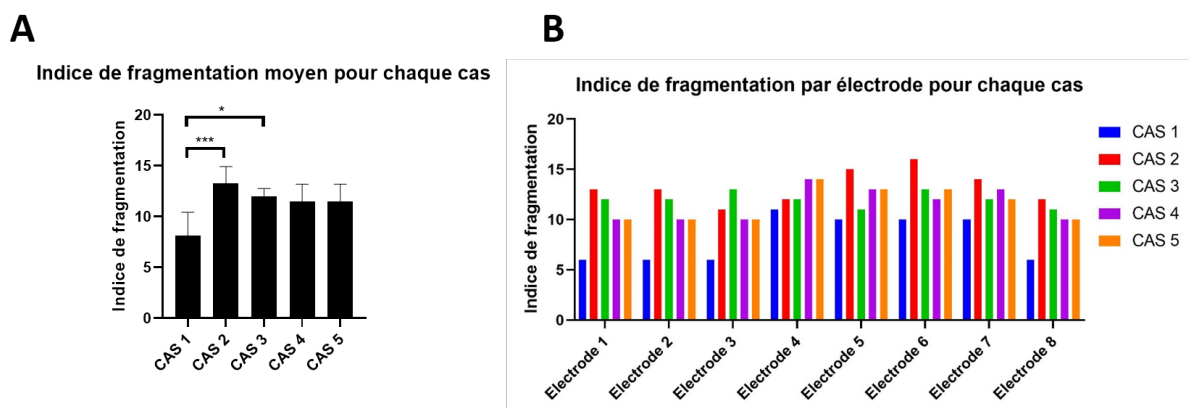 A
Indice de fragmentation moyen pour chaque cas
Indice de fragmentation
20
15
10
5
0
*
***
CAS 1
CAS 2
CAS 3
CAS 4
CAS 5
B
Indice de fragmentation par électrode pour chaque cas
Indice de fragmentation
20
15
10
5
0
Electrode 1
Electrode 2
Electrode 3
Electrode 4
Electrode 5
Electrode 6
Electrode 7
Electrode 8
CAS 1
CAS 2
CAS 3
CAS 4
CAS 5